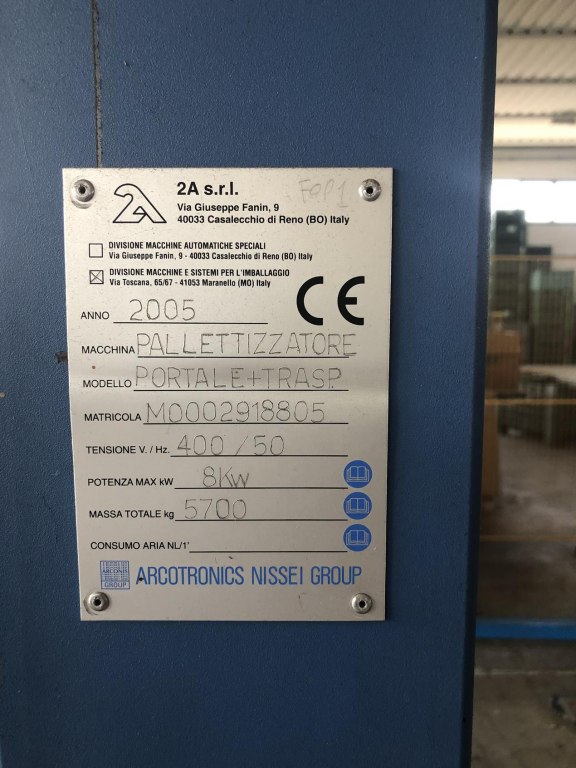 2A s.r.l.
Via Giuseppe Fanin, 9
40033 Casalecchio di Reno (BO) Italy
DIVISIONE MACCHINE AUTOMATICHE SPECIALI
Via Giuseppe Fanin, 9 - 40033 Casalecchio di Reno (BO) Italy
DIVISIONE MACCHINE E SISTEMI PER L'IMBALLAGGIO
Via Toscana, 65/67 - 41053 Maranello (MO) Italy
CE
ANNO 2005
MACCHINA PALLETTIZZATORE
MODELLO PORTALE+TRASP.
MATRICOLA M0002918805
TENSIONE V. / Hz. 400/50
POTENZA MAX kW 8Kw
MASSA TOTALE kg 5700
CONSUMO ARIA NL/1'
ARCONIS GROUP ARCOTRONICS NISSEI GROUP